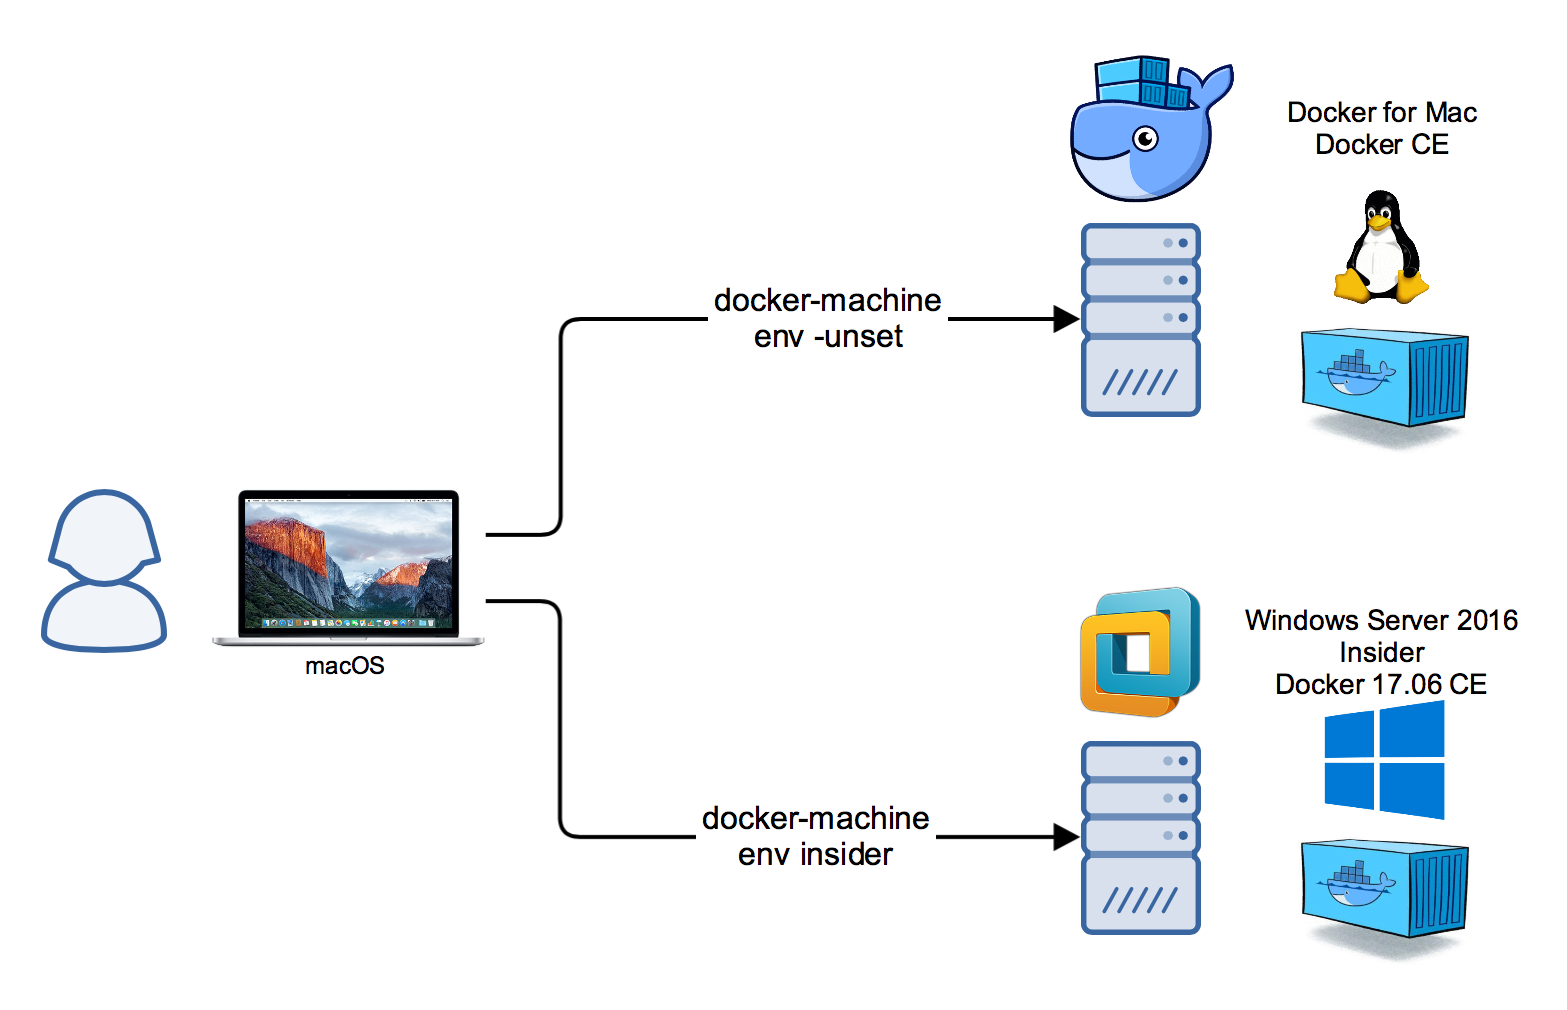 Docker for Mac
Docker CE
docker-machine
env -unset
macOS
Windows Server 2016
Insider
Docker 17.06 CE
docker-machine
env insider